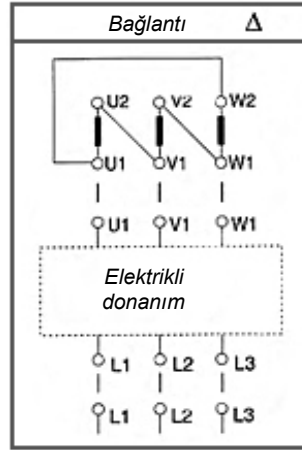 Bağlantı Δ
U2 V2 W2
U1 V1 W1
U1 V1 W1
Elektrikli
donanım
L1 L2 L3
L1 L2 L3